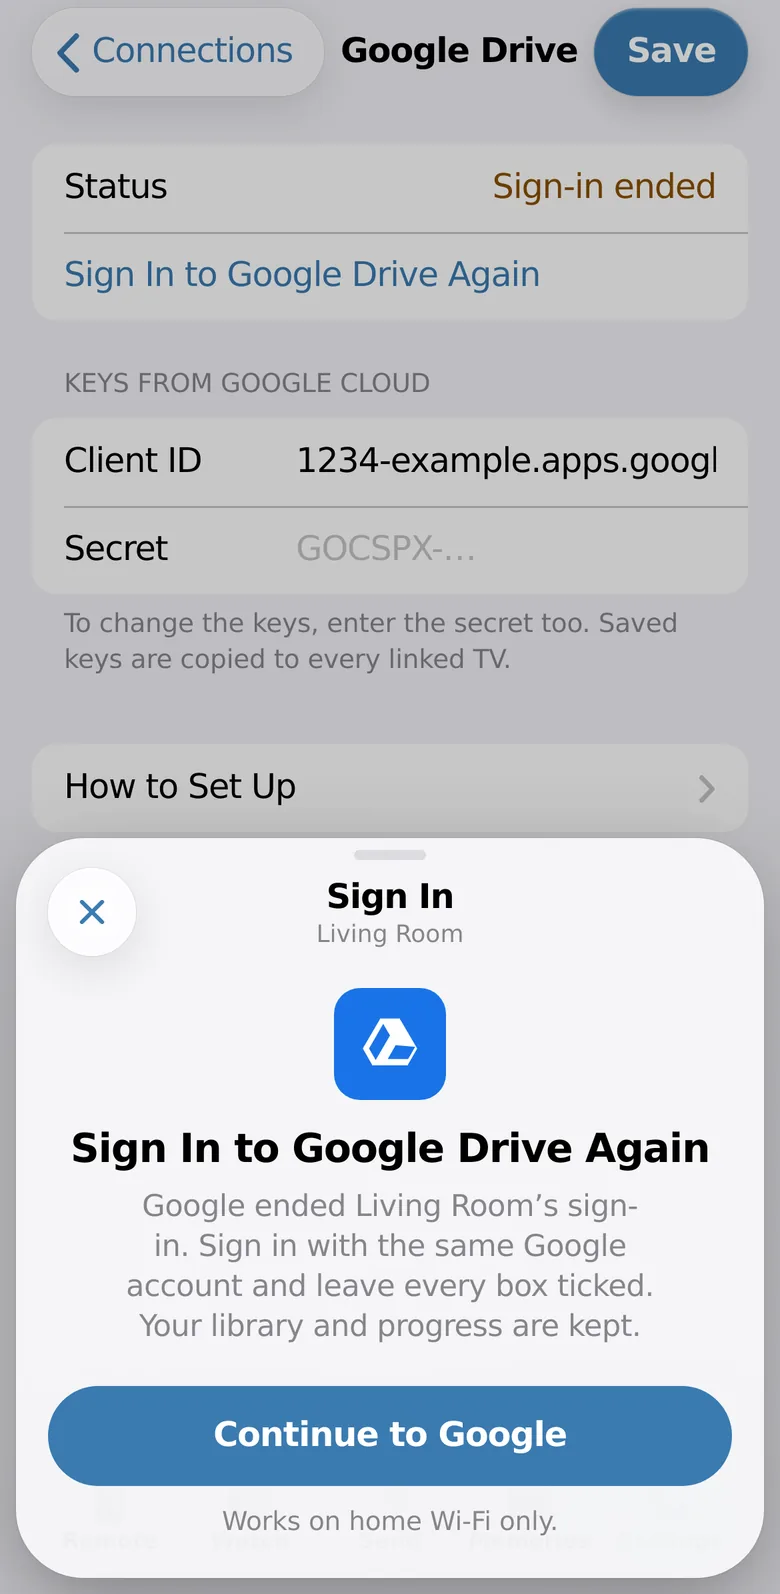 Connections
Google Drive
Save
Status
Sign-in ended
Sign In to Google Drive Again
KEYS FROM GOOGLE CLOUD
Client ID
1234-example.apps.googl
Secret
GOCSPX-...
To change the keys, enter the secret too. Saved
keys are copied to every linked TV.
How to Set Up
Sign In
Living Room
Sign In to Google Drive Again
Google ended Living Room’s sign-
in. Sign in with the same Google
account and leave every box ticked.
Your library and progress are kept.
Continue to Google
Works on home Wi-Fi only.